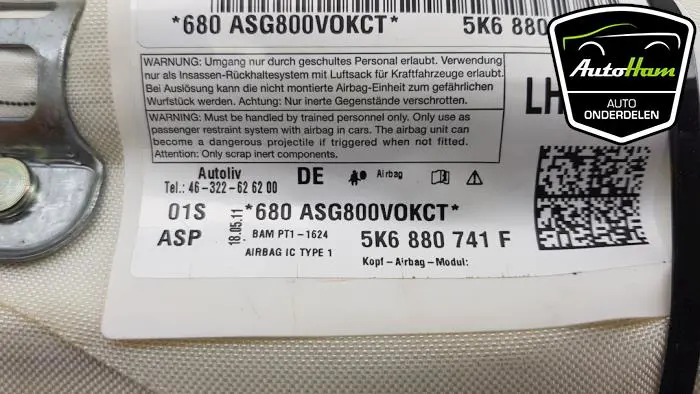 *680 ASG800VOKCT*
5K6 880
WARNUNG: Umgang nur durch geschultes Personal erlaubt. Verwendung
nur als Insassen-Rückhaltesystem mit Luftsack für Kraftfahrzeuge erlaubt.
Bei Auslösung kann die nicht montierte Airbag-Einheit zum gefährlichen
Wurfstück werden. Achtung: Nur inerte Gegenstände verschrotten.
WARNING: Must be handled by trained personnel only. Only use as
passenger restraint system with airbag in cars. The airbag unit can
become a dangerous projectile if triggered when not fitted.
Attention: Only scrap inert components.
LH
Autoliv
Tel.: 46-322-62 62 00
DE
Airbag
01S
18.05.11
*680 ASG800VOKCT*
ASP
BAM PT1-1624
5K6 880 741 F
AIRBAG IC TYPE 1
Kopf-Airbag-Modul:
AutoHam
AUTO
ONDERDELEN